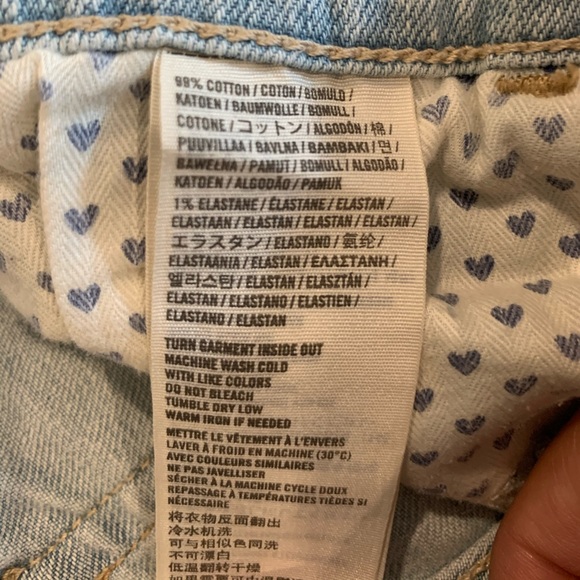 99% COTTON / COTON / BOMULD /
KATOEN / BAUMWOLLE / BOMULL /
COTONE / コットン / ALGODÓN / 棉 /
PUUVILLAA / BAVLNA / BAMBAKI / 면 /
BAWEŁNA / PAMUT / BOMULL / ALGODÃO /
KATOEN / ALGODÃO / PAMUK
1% ELASTANE / ÉLASTANE / ELASTAN /
ELASTAAN / ELASTAN / ELASTAN / ELASTAN /
エラスタン / ELASTANO / 氨纶 /
ELASTAANIA / ELASTAN / ΕΛΑΣΤΑΝΗ /
엘라스탄 / ELASTAN / ELASZTÁN /
ELASTAN / ELASTANO / ELASTIEN /
ELASTANO / ELASTAN
TURN GARMENT INSIDE OUT
MACHINE WASH COLD
WITH LIKE COLORS
DO NOT BLEACH
TUMBLE DRY LOW
WARM IRON IF NEEDED
METTRE LE VÊTEMENT À L'ENVERS
LAVER À FROID EN MACHINE (30°C)
AVEC COULEURS SIMILAIRES
NE PAS JAVELLISER
SÉCHER À LA MACHINE CYCLE DOUX
REPASSAGE À TEMPÉRATURES TIÈDES SI
NÉCESSAIRE
将衣物反面翻出
冷水机洗
可与相似色同洗
不可漂白
低温翻转干燥